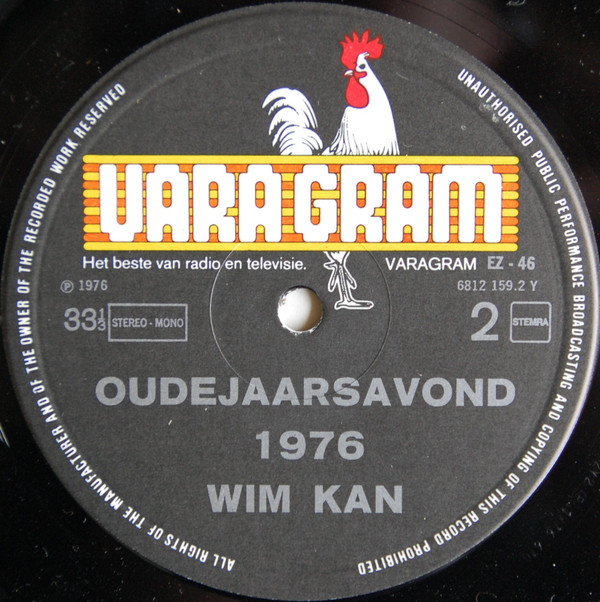 ALL RIGHTS OF THE MANUFACTURER AND OF THE OWNER OF THE RECORDED WORK RESERVED
UNAUTHORISED PUBLIC PERFORMANCE BROADCASTING AND COPYING OF THIS RECORD PROHIBITED
VARAGRAM
Het beste van radio en televisie.
VARAGRAM EZ - 46
℗ 1976
6812 159.2 Y
33⅓ STEREO - MONO
2 STEMRA
OUDEJAARSAVOND
1976
WIM KAN